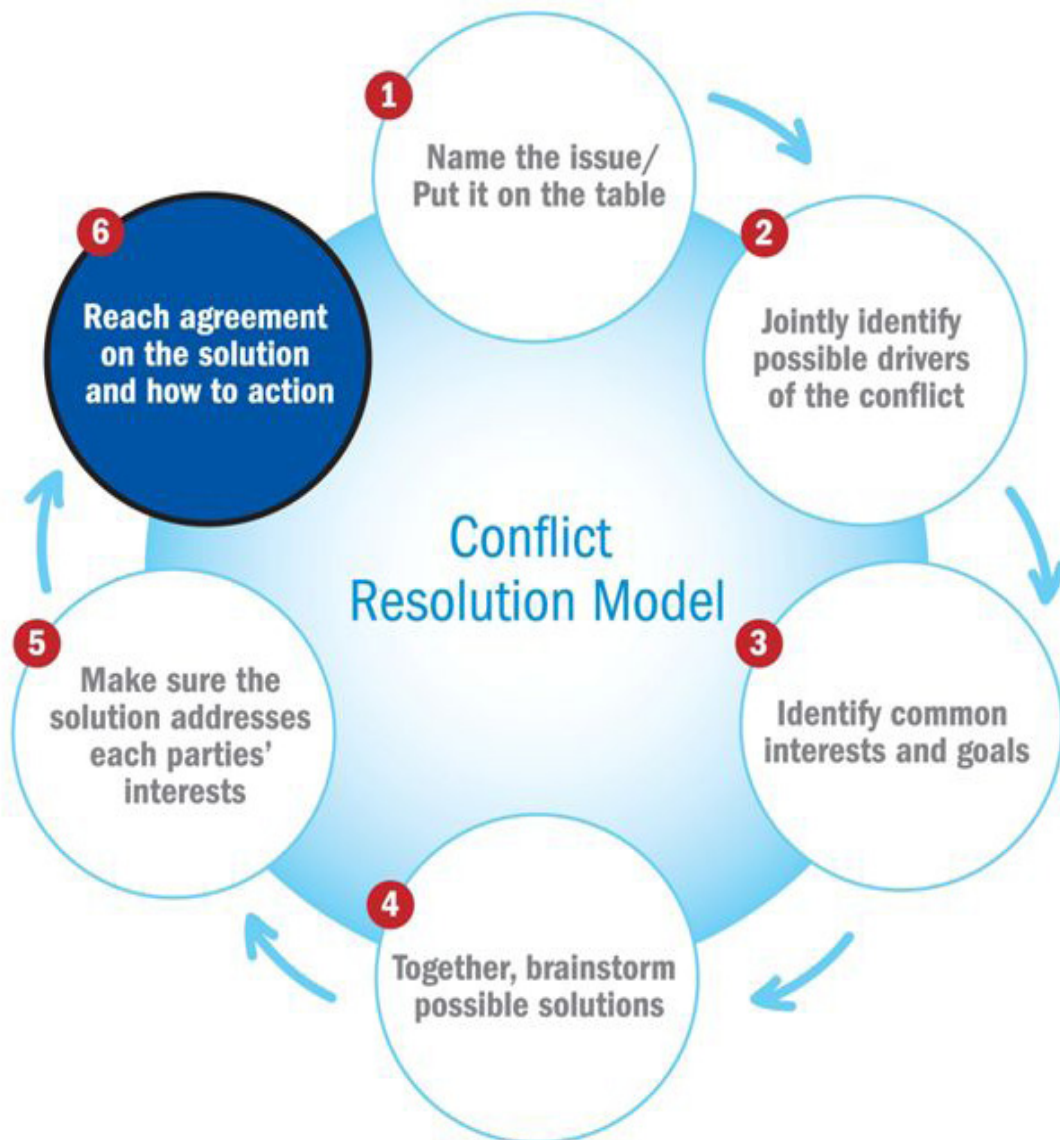 Conflict
Resolution Model
1
Name the issue/
Put it on the table
2
Jointly identify
possible drivers
of the conflict
3
Identify common
interests and goals
4
Together, brainstorm
possible solutions
5
Make sure the
solution addresses
each parties’
interests
6
Reach agreement
on the solution
and how to action